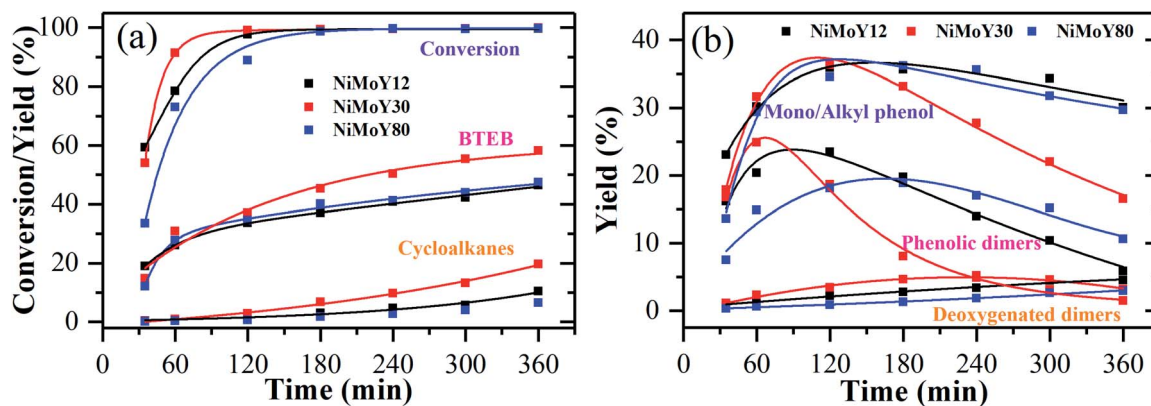 (a)
Conversion
NiMoY12
NiMoY30
NiMoY80
BTEB
Cycloalkanes
Conversion/Yield (%)
100
80
60
40
20
0
0 60 120 180 240 300 360
Time (min)
(b)
NiMoY12 NiMoY30 NiMoY80
Mono/Alkyl phenol
Phenolic dimers
Deoxygenated dimers
Yield (%)
40
30
20
10
0
0 60 120 180 240 300 360
Time (min)